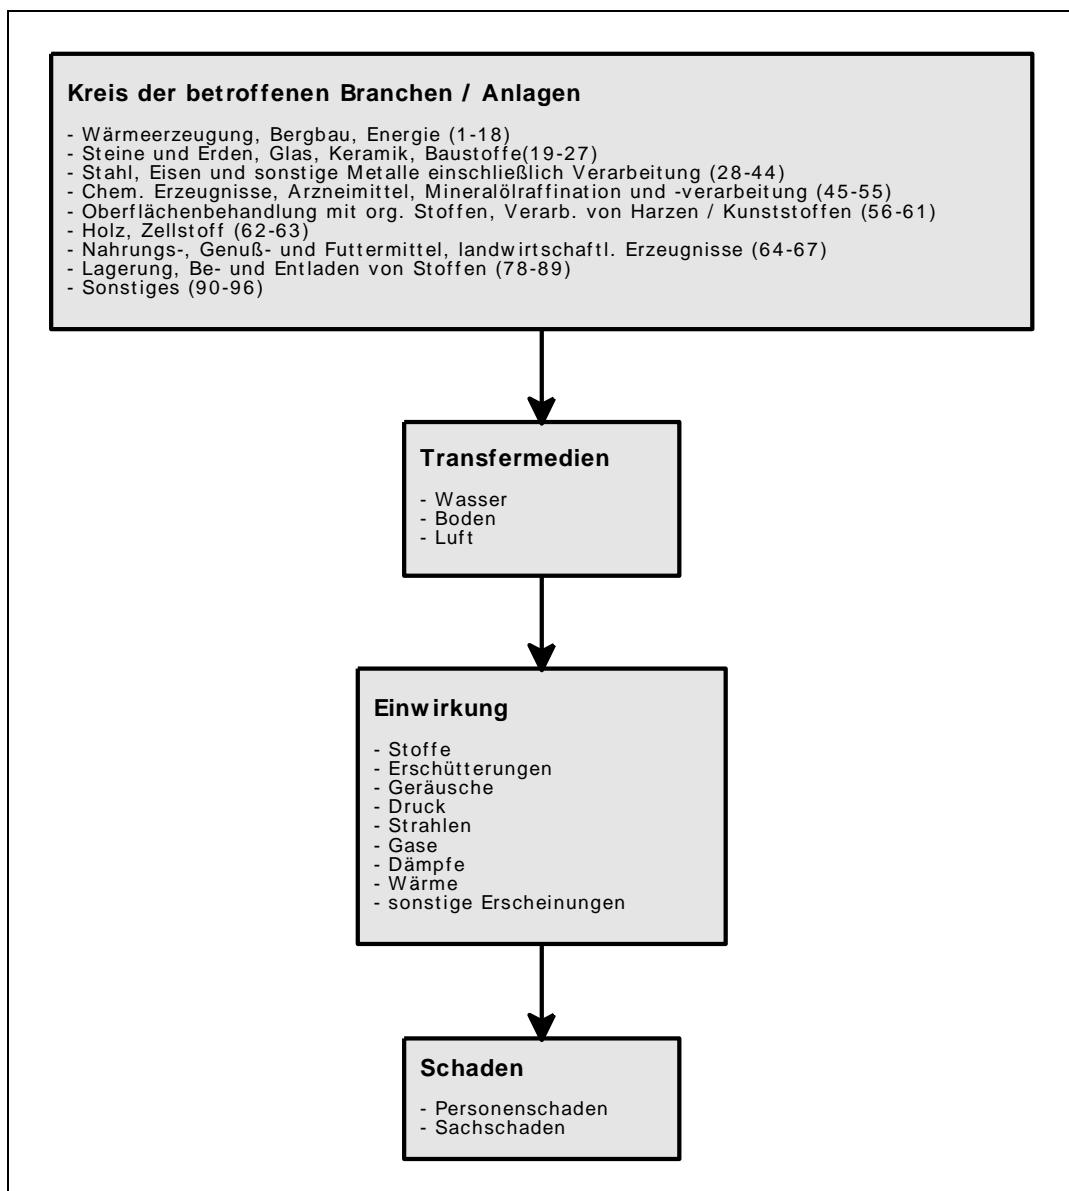 Kreis der betroffenen Branchen / Anlagen
- Wärmeerzeugung, Bergbau, Energie (1-18)
- Steine und Erden, Glas, Keramik, Baustoffe(19-27)
- Stahl, Eisen und sonstige Metalle einschließlich Verarbeitung (28-44)
- Chem. Erzeugnisse, Arzneimittel, Mineralölraffination und -verarbeitung (45-55)
- Oberflächenbehandlung mit org. Stoffen, Verarb. von Harzen / Kunststoffen (56-61)
- Holz, Zellstoff (62-63)
- Nahrungs-, Genuß- und Futtermittel, landwirtschaftl. Erzeugnisse (64-67)
- Lagerung, Be- und Entladen von Stoffen (78-89)
- Sonstiges (90-96)
Transfermedien
- Wasser
- Boden
- Luft
Einwirkung
- Stoffe
- Erschütterungen
- Geräusche
- Druck
- Strahlen
- Gase
- Dämpfe
- Wärme
- sonstige Erscheinungen
Schaden
- Personenschaden
- Sachschaden